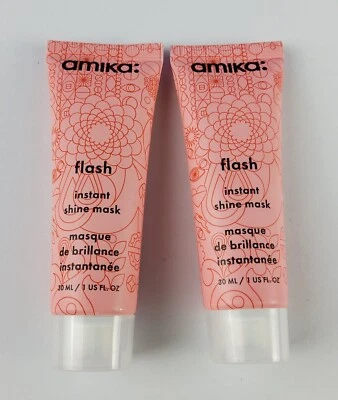 amika:
flash
instant
shine mask
masque
de brillance
instantanée
30 ML / 1 US FL. OZ
amika:
flash
instant
shine mask
masque
de brillance
instantanée
30 ML / 1 US FL. OZ